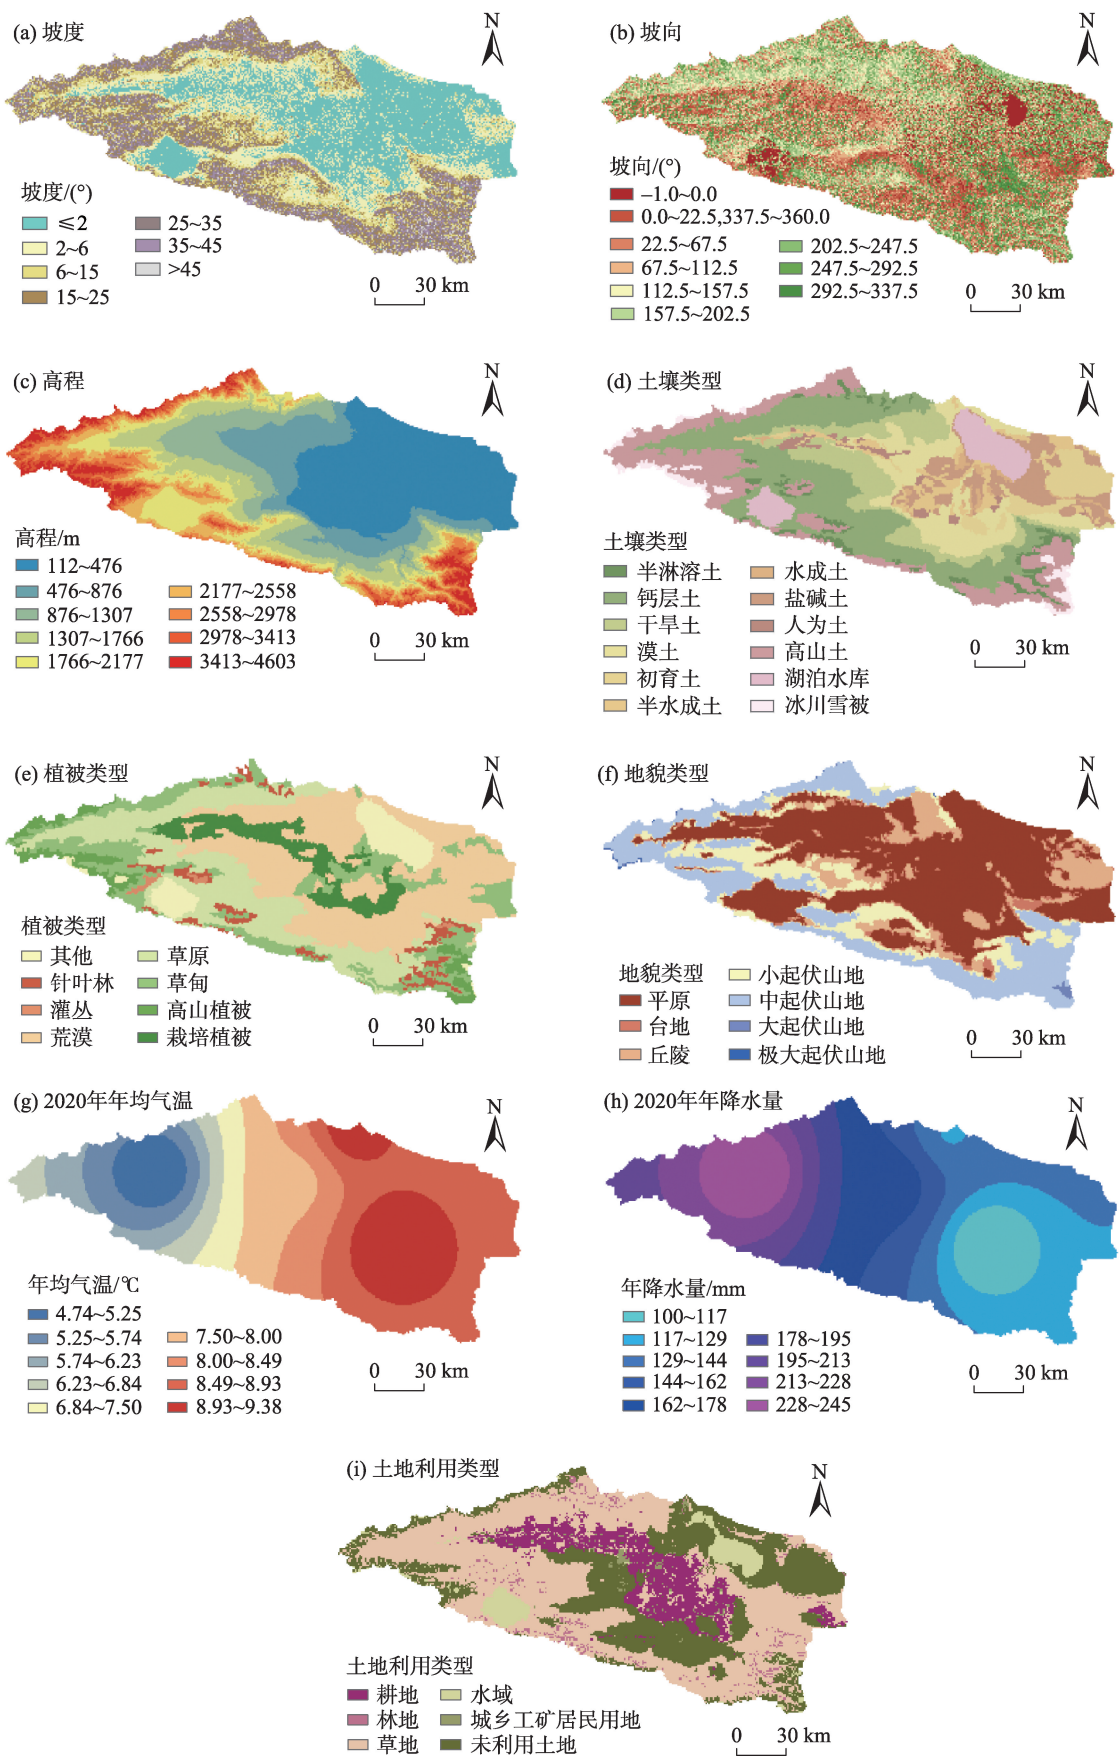 (a) 坡度
N
坡度/(°)
≤2
2~6
6~15
15~25
25~35
35~45
>45
0 30 km
(b) 坡向
N
坡向/(°)
−1.0~0.0
0.0~22.5,337.5~360.0
22.5~67.5
67.5~112.5
112.5~157.5
157.5~202.5
202.5~247.5
247.5~292.5
292.5~337.5
0 30 km
(c) 高程
N
高程/m
112~476
476~876
876~1307
1307~1766
1766~2177
2177~2558
2558~2978
2978~3413
3413~4603
0 30 km
(d) 土壤类型
N
土壤类型
半淋溶土
钙层土
干旱土
漠土
初育土
半水成土
水成土
盐碱土
人为土
高山土
湖泊水库
冰川雪被
0 30 km
(e) 植被类型
N
植被类型
其他
针叶林
灌丛
荒漠
草原
草甸
高山植被
栽培植被
0 30 km
(f) 地貌类型
N
地貌类型
平原
台地
丘陵
小起伏山地
中起伏山地
大起伏山地
极大起伏山地
0 30 km
(g) 2020年年均气温
N
年均气温/℃
4.74~5.25
5.25~5.74
5.74~6.23
6.23~6.84
6.84~7.50
7.50~8.00
8.00~8.49
8.49~8.93
8.93~9.38
0 30 km
(h) 2020年年降水量
N
年降水量/mm
100~117
117~129
129~144
144~162
162~178
178~195
195~213
213~228
228~245
0 30 km
(i) 土地利用类型
N
土地利用类型
耕地
林地
草地
水域
城乡工矿居民用地
未利用土地
0 30 km